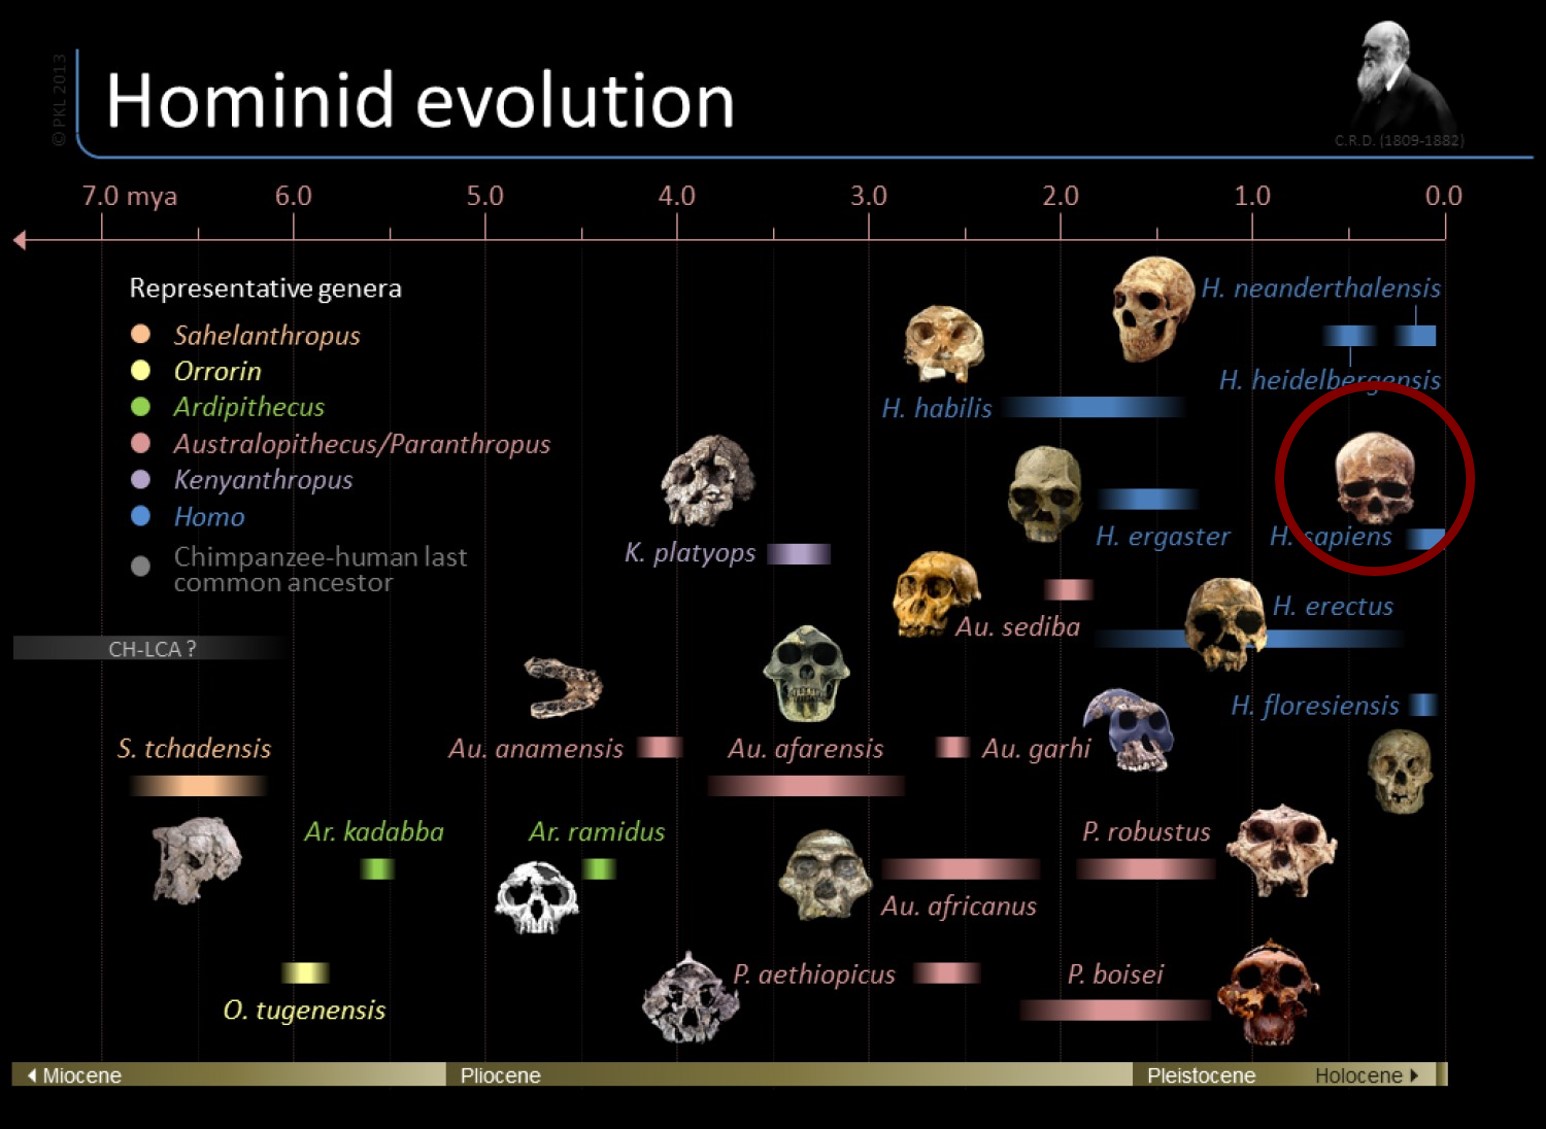 © PKL 2013
Hominid evolution
C.R.D. (1809-1882)
7.0 mya 6.0 5.0 4.0 3.0 2.0 1.0 0.0
Representative genera
Sahelanthropus
Orrorin
Ardipithecus
Australopithecus/Paranthropus
Kenyanthropus
Homo
Chimpanzee-human last
common ancestor
H. neanderthalensis
H. heidelbergensis
H. habilis
K. platyops
H. ergaster
H. sapiens
Au. sediba
H. erectus
CH-LCA ?
H. floresiensis
S. tchadensis
Au. anamensis
Au. afarensis
Au. garhi
Ar. kadabba
Ar. ramidus
P. robustus
Au. africanus
P. aethiopicus
P. boisei
O. tugenensis
Miocene
Pliocene
Pleistocene
Holocene